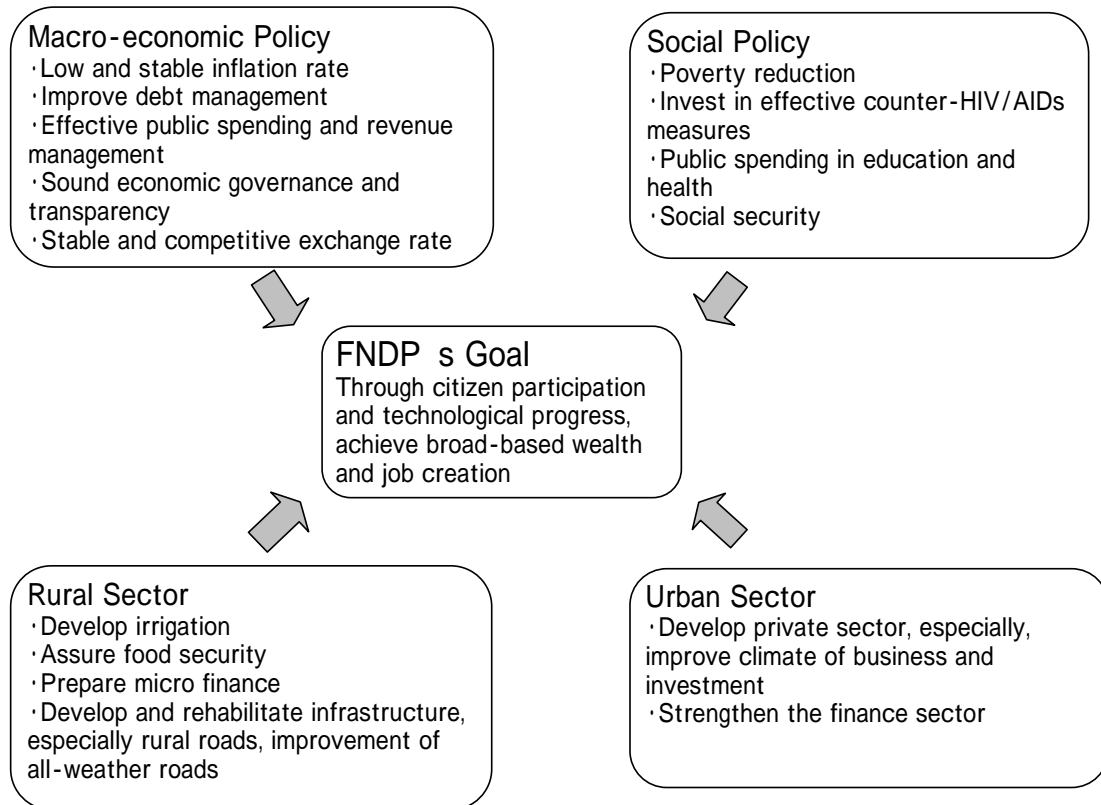 Macro-economic Policy
·Low and stable inflation rate
·Improve debt management
·Effective public spending and revenue
management
·Sound economic governance and
transparency
·Stable and competitive exchange rate
Social Policy
·Poverty reduction
·Invest in effective counter-HIV/AIDs
measures
·Public spending in education and
health
·Social security
FNDP s Goal
Through citizen participation
and technological progress,
achieve broad-based wealth
and job creation
Rural Sector
·Develop irrigation
·Assure food security
·Prepare micro finance
·Develop and rehabilitate infrastructure,
especially rural roads, improvement of
all-weather roads
Urban Sector
·Develop private sector, especially,
improve climate of business and
investment
·Strengthen the finance sector